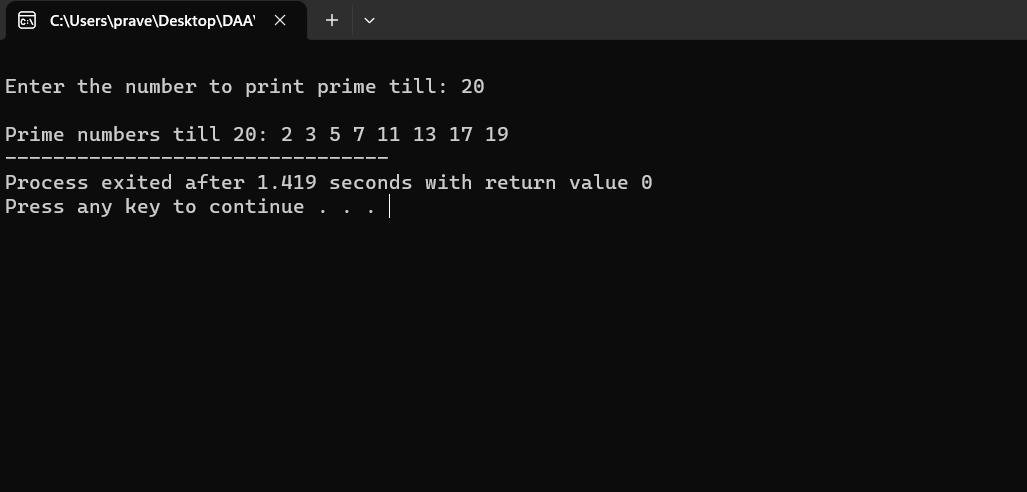 C:\Users\prave\Desktop\DAA\
Enter the number to print prime till: 20
Prime numbers till 20: 2 3 5 7 11 13 17 19
--------------------------------
Process exited after 1.419 seconds with return value 0
Press any key to continue . . .